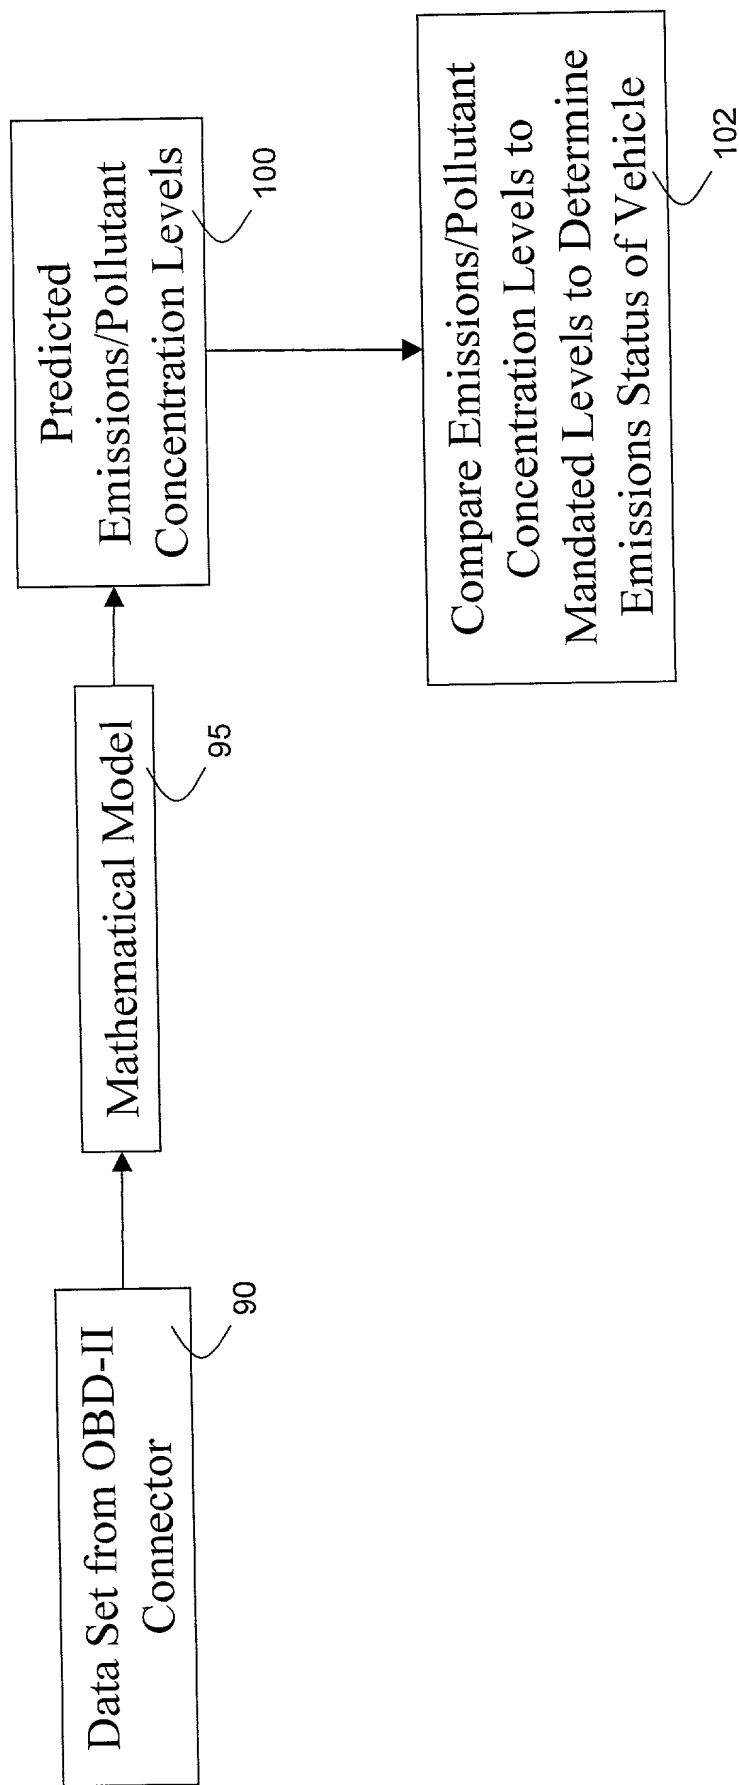 Data Set from OBD-II
Connector
90
Mathematical Model
95
Predicted
Emissions/Pollutant
Concentration Levels
100
Compare Emissions/Pollutant
Concentration Levels to
Mandated Levels to Determine
Emissions Status of Vehicle
102